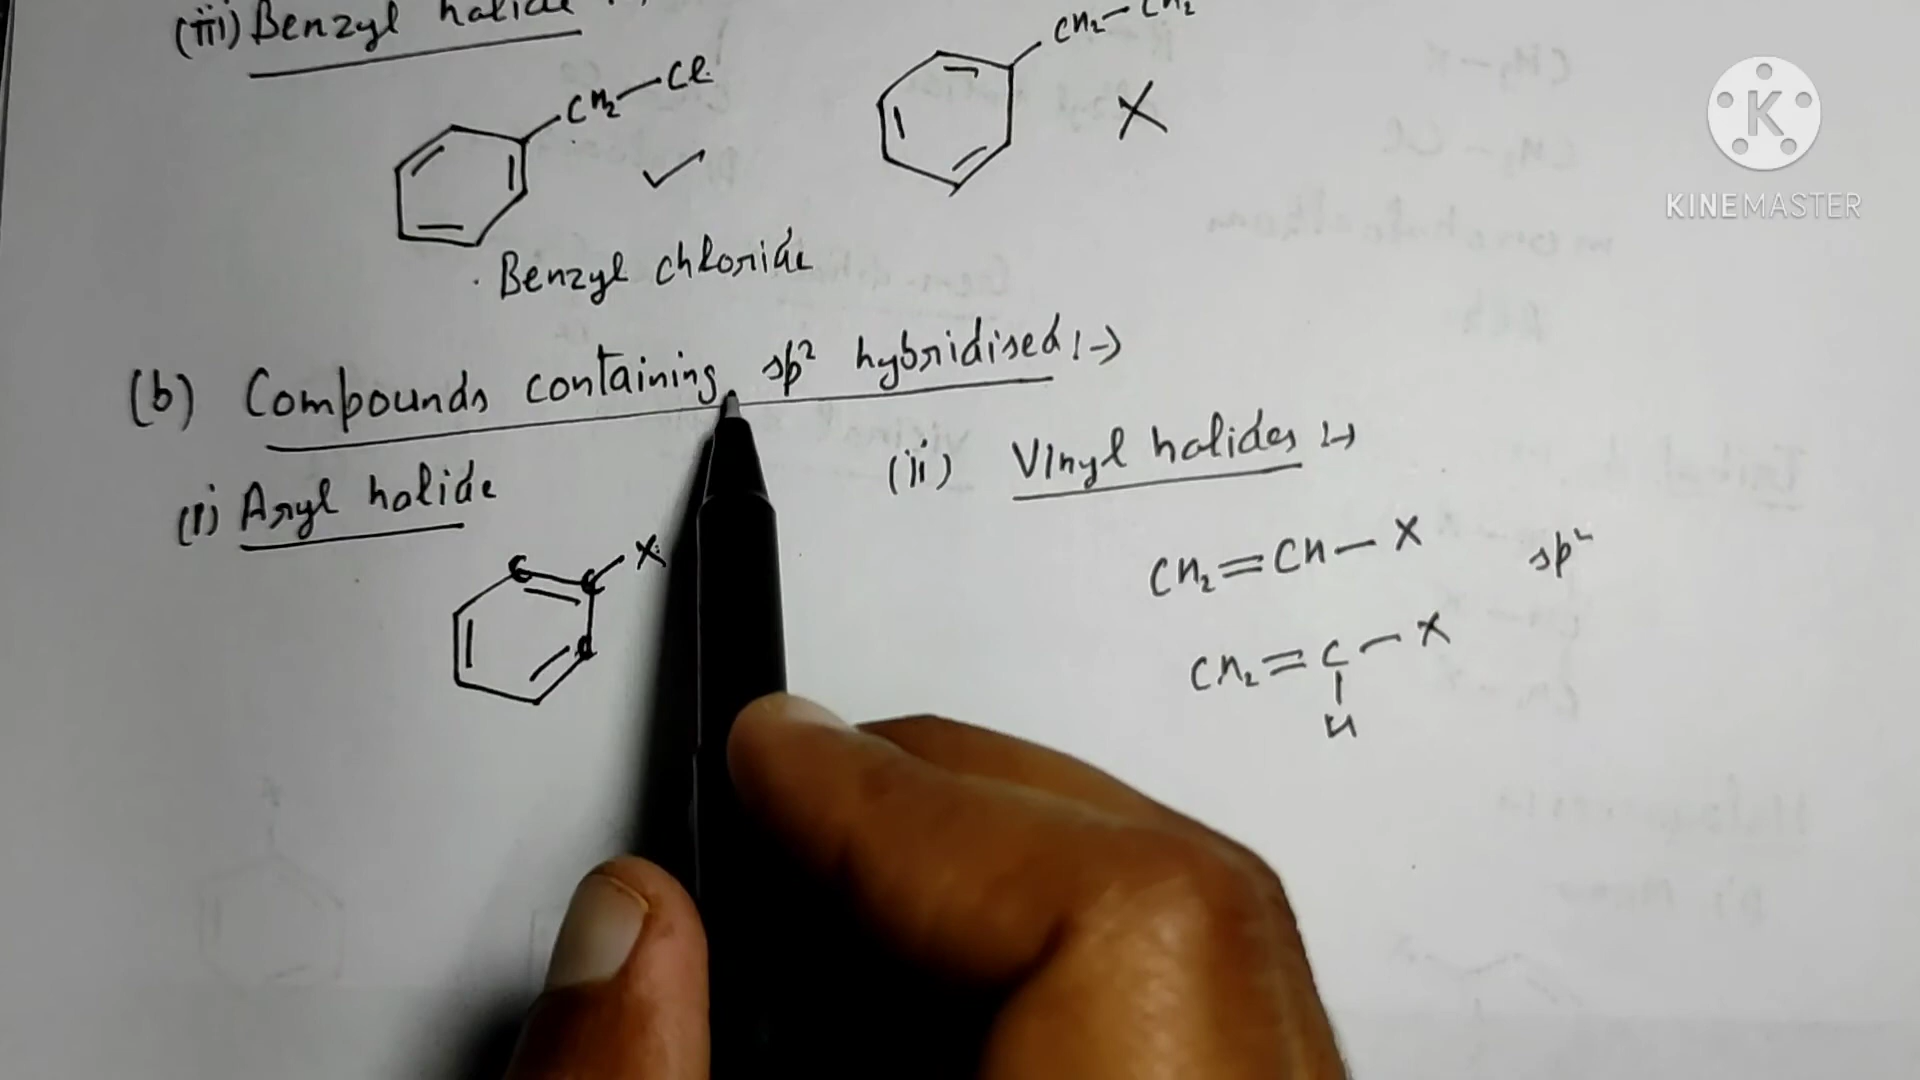 (iii) Benzyl halide
CH2-CH2
CH2-Cl
X
K
KINEMASTER
Benzyl chloride
(b) Compounds containing sp² hybridised :->
(i) Aryl halide
(ii) Vinyl halides :->
C C X
C
CH2=CH-X sp²
CH2=C-X
H